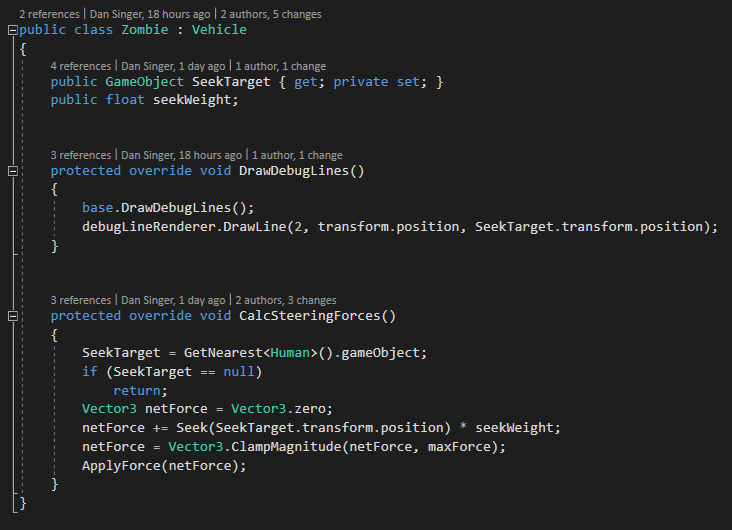 2 references | Dan Singer, 18 hours ago | 2 authors, 5 changes
public class Zombie : Vehicle
{
4 references | Dan Singer, 1 day ago | 1 author, 1 change
public GameObject SeekTarget { get; private set; }
public float seekWeight;
3 references | Dan Singer, 18 hours ago | 1 author, 1 change
protected override void DrawDebugLines()
{
base.DrawDebugLines();
debugLineRenderer.DrawLine(2, transform.position, SeekTarget.transform.position);
}
3 references | Dan Singer, 1 day ago | 2 authors, 3 changes
protected override void CalcSteeringForces()
{
SeekTarget = GetNearest<Human>().gameObject;
if (SeekTarget == null)
return;
Vector3 netForce = Vector3.zero;
netForce += Seek(SeekTarget.transform.position) * seekWeight;
netForce = Vector3.ClampMagnitude(netForce, maxForce);
ApplyForce(netForce);
}
}